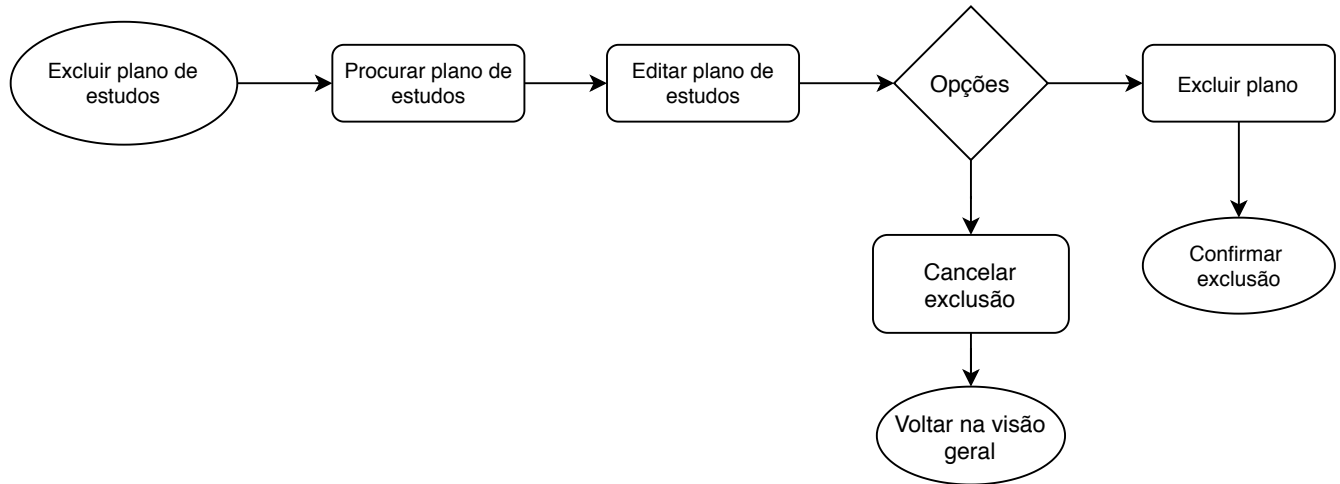 Excluir plano de
estudos
Procurar plano de
estudos
Editar plano de
estudos
Opções
Excluir plano
Cancelar
exclusão
Confirmar
exclusão
Voltar na visão
geral